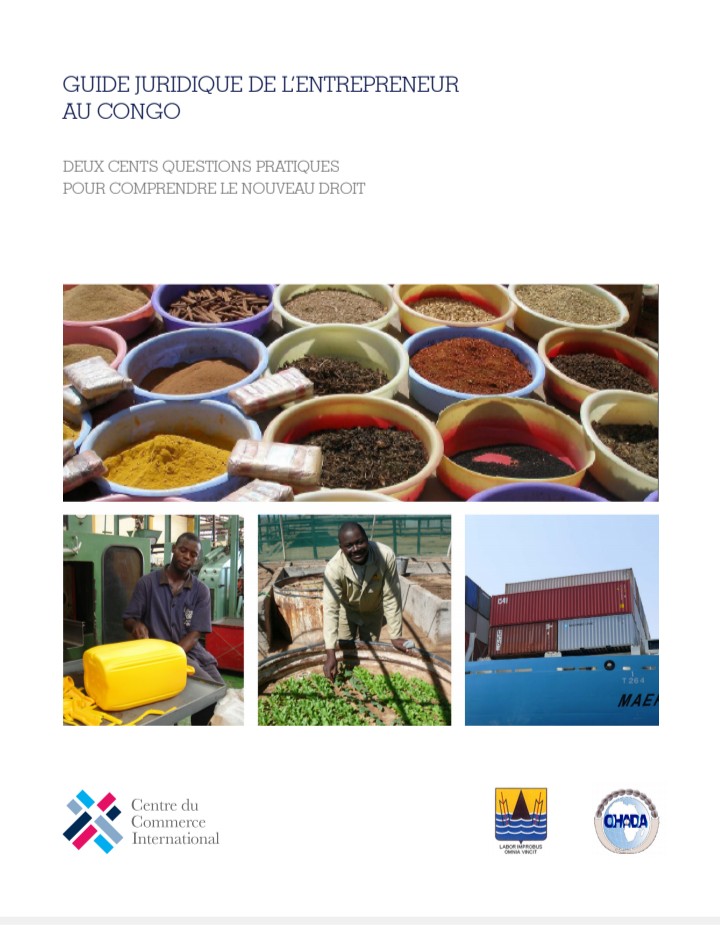 GUIDE JURIDIQUE DE L'ENTREPRENEUR
AU CONGO
DEUX CENTS QUESTIONS PRATIQUES
POUR COMPRENDRE LE NOUVEAU DROIT
T 264
Centre du
Commerce
International
LABOR IMPROBUS
OMNIA VINCIT
OHADA